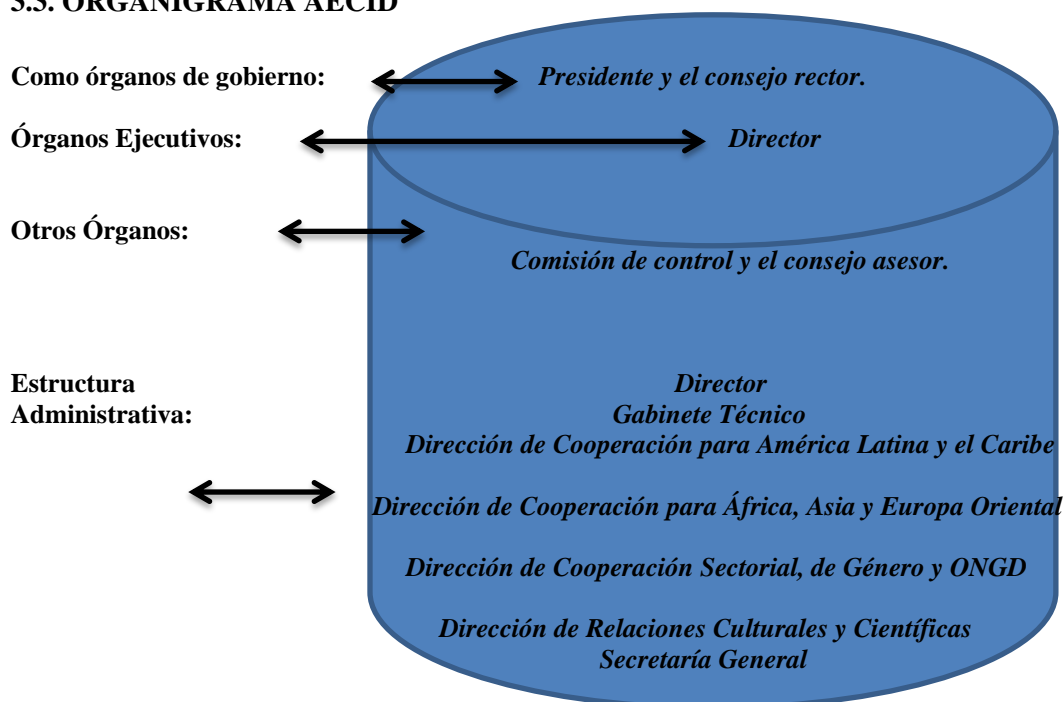 3.3. ORGANIGRAMA AECID
Como órganos de gobierno: Presidente y el consejo rector.
Órganos Ejecutivos: Director
Otros Órganos:
Comisión de control y el consejo asesor.
Estructura Director
Administrativa: Gabinete Técnico
Dirección de Cooperación para América Latina y el Caribe
Dirección de Cooperación para África, Asia y Europa Oriental
Dirección de Cooperación Sectorial, de Género y ONGD
Dirección de Relaciones Culturales y Científicas
Secretaría General